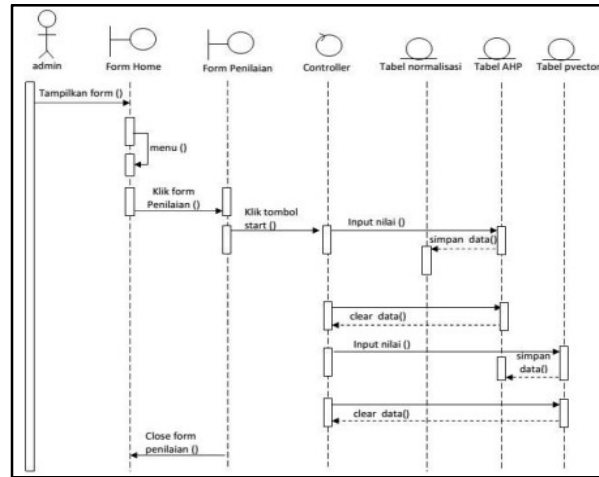 admin
Form Home
Form Penilaian
Controller
Tabel normalisasi
Tabel AHP
Tabel pvector
Tampilkan form ()
menu ()
Klik form
Penilaian ()
Klik tombol
start ()
Input nilai ()
simpan data()
clear data()
Input nilai ()
simpan
data()
clear data()
Close form
penilaian ()